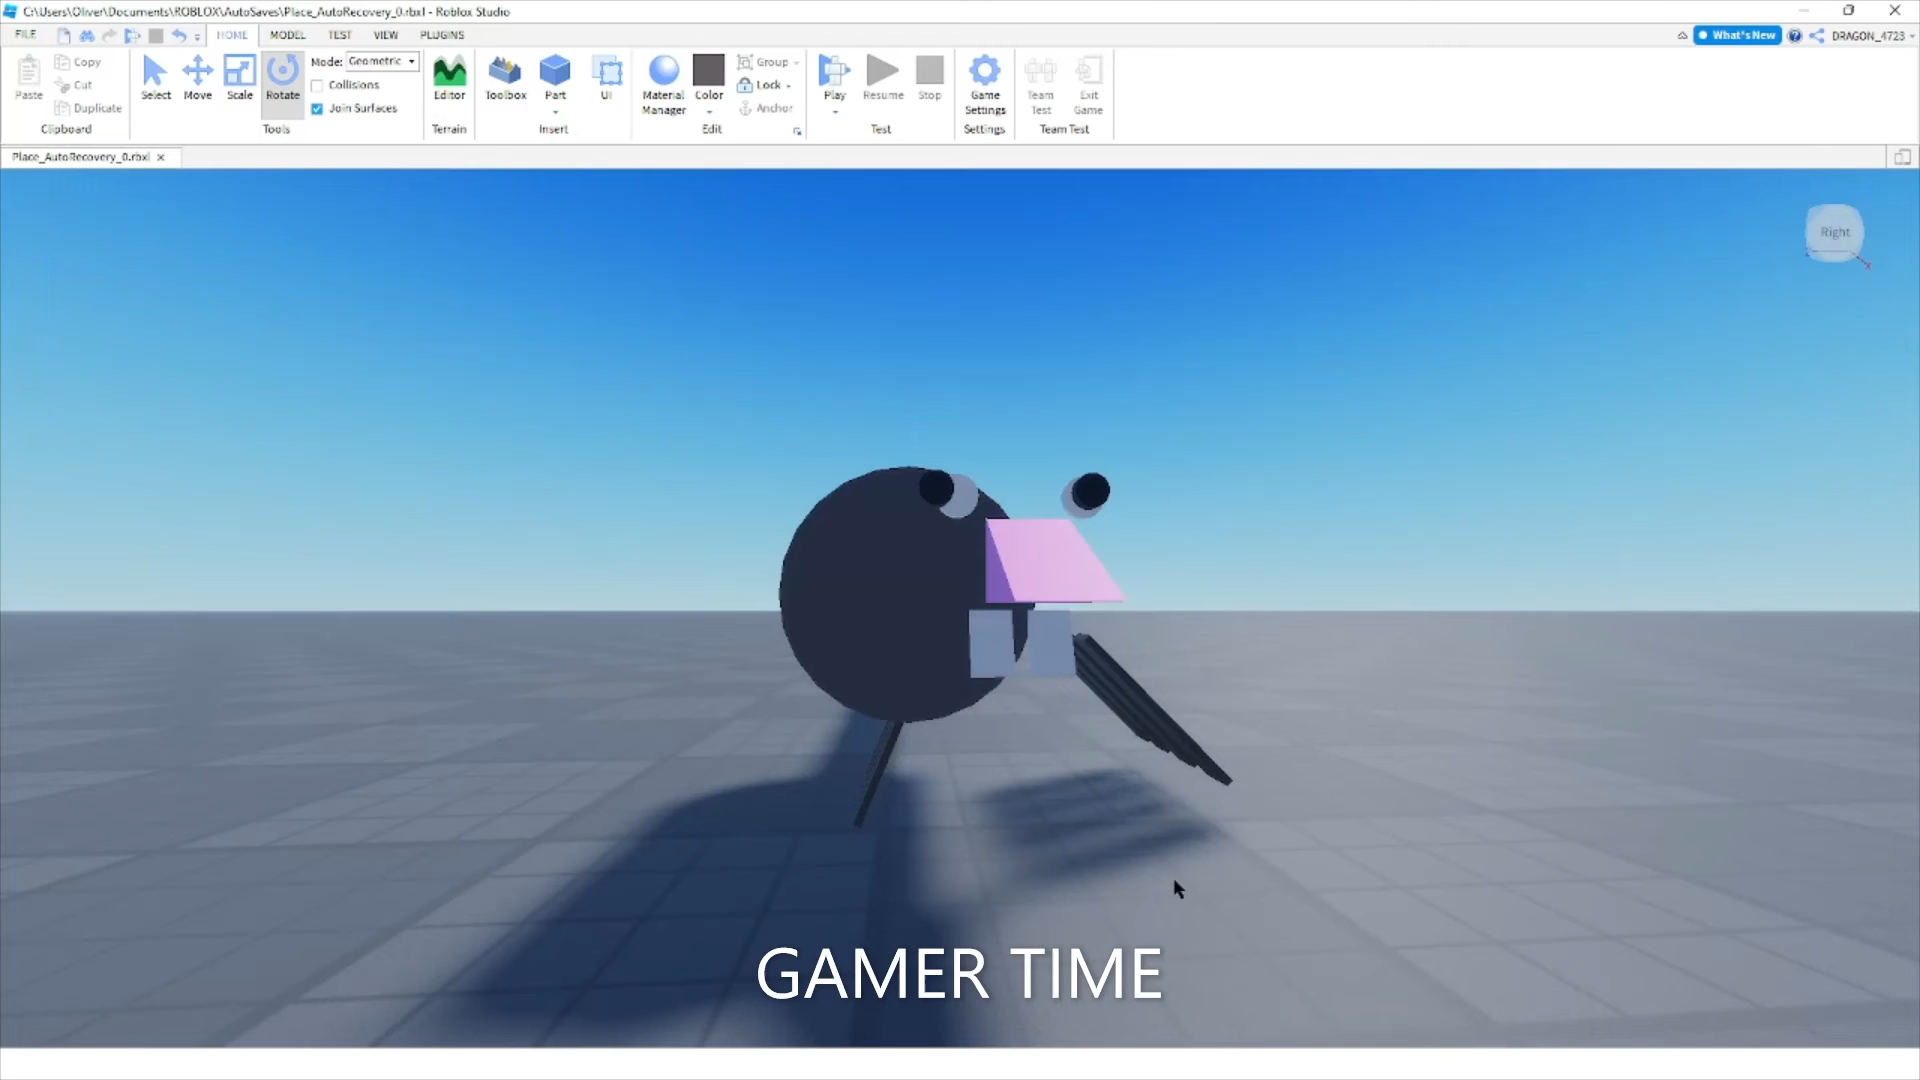 C:\Users\Oliver\Documents\ROBLOX\AutoSaves\Place_AutoRecovery_0.rbxl - Roblox Studio
FILE HOME MODEL TEST VIEW PLUGINS What's New DRAGON_4723
Paste
Copy
Cut
Duplicate
Clipboard
Select Move Scale Rotate
Mode: Geometric
Collisions
Join Surfaces
Tools
Editor
Terrain
Toolbox Part UI
Insert
Material Manager
Color
Group
Lock
Anchor
Edit
Play Resume Stop
Test
Game Settings
Settings
Team Test
Exit Game
Team Test
Place_AutoRecovery_0.rbxl
Right
X
GAMER TIME